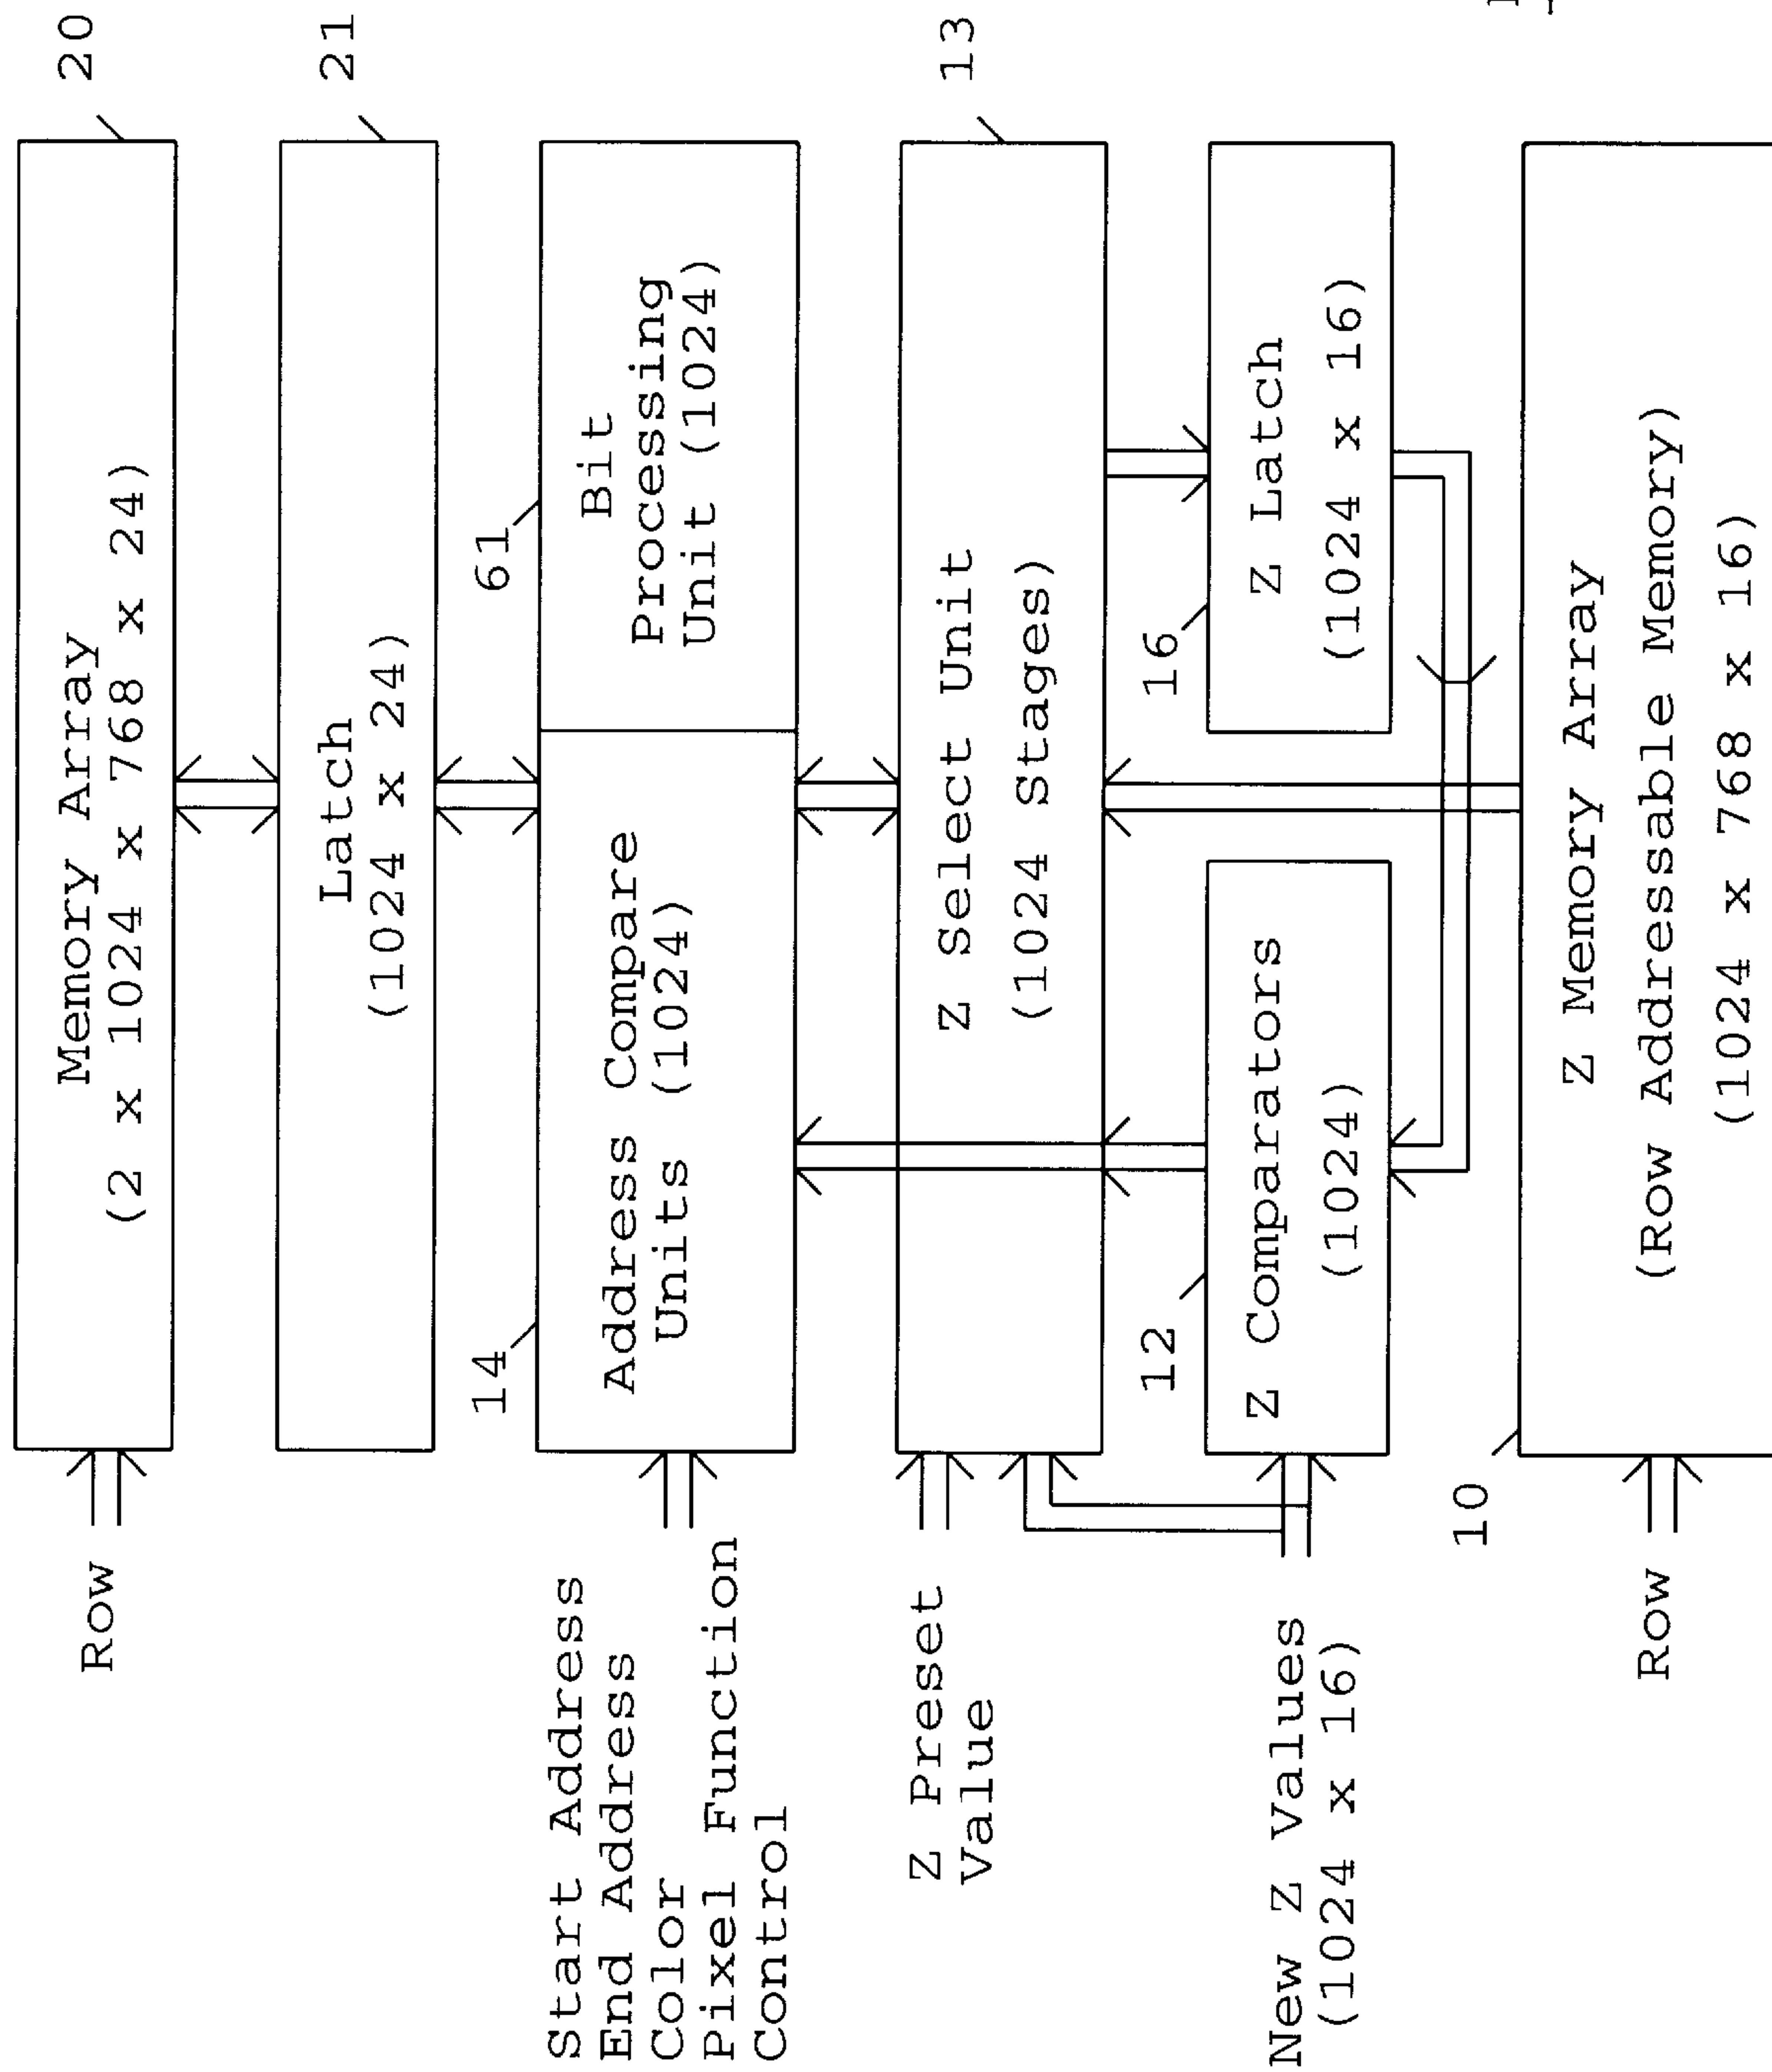 20
Row
Memory Array
(2 x 1024 x 768 x 24)
21
Latch
(1024 x 24)
Start Address
End Address
Color
Pixel Function
Control
14
Address Compare
Units (1024)
61
Bit
Processing
Unit (1024)
13
Z Preset
Value
Z Select Unit
(1024 Stages)
New Z Values
(1024 x 16)
12
Z Comparators
(1024)
16
Z Latch
(1024 x 16)
10
Row
Z Memory Array
(Row Addressable Memory)
(1024 x 768 x 16)